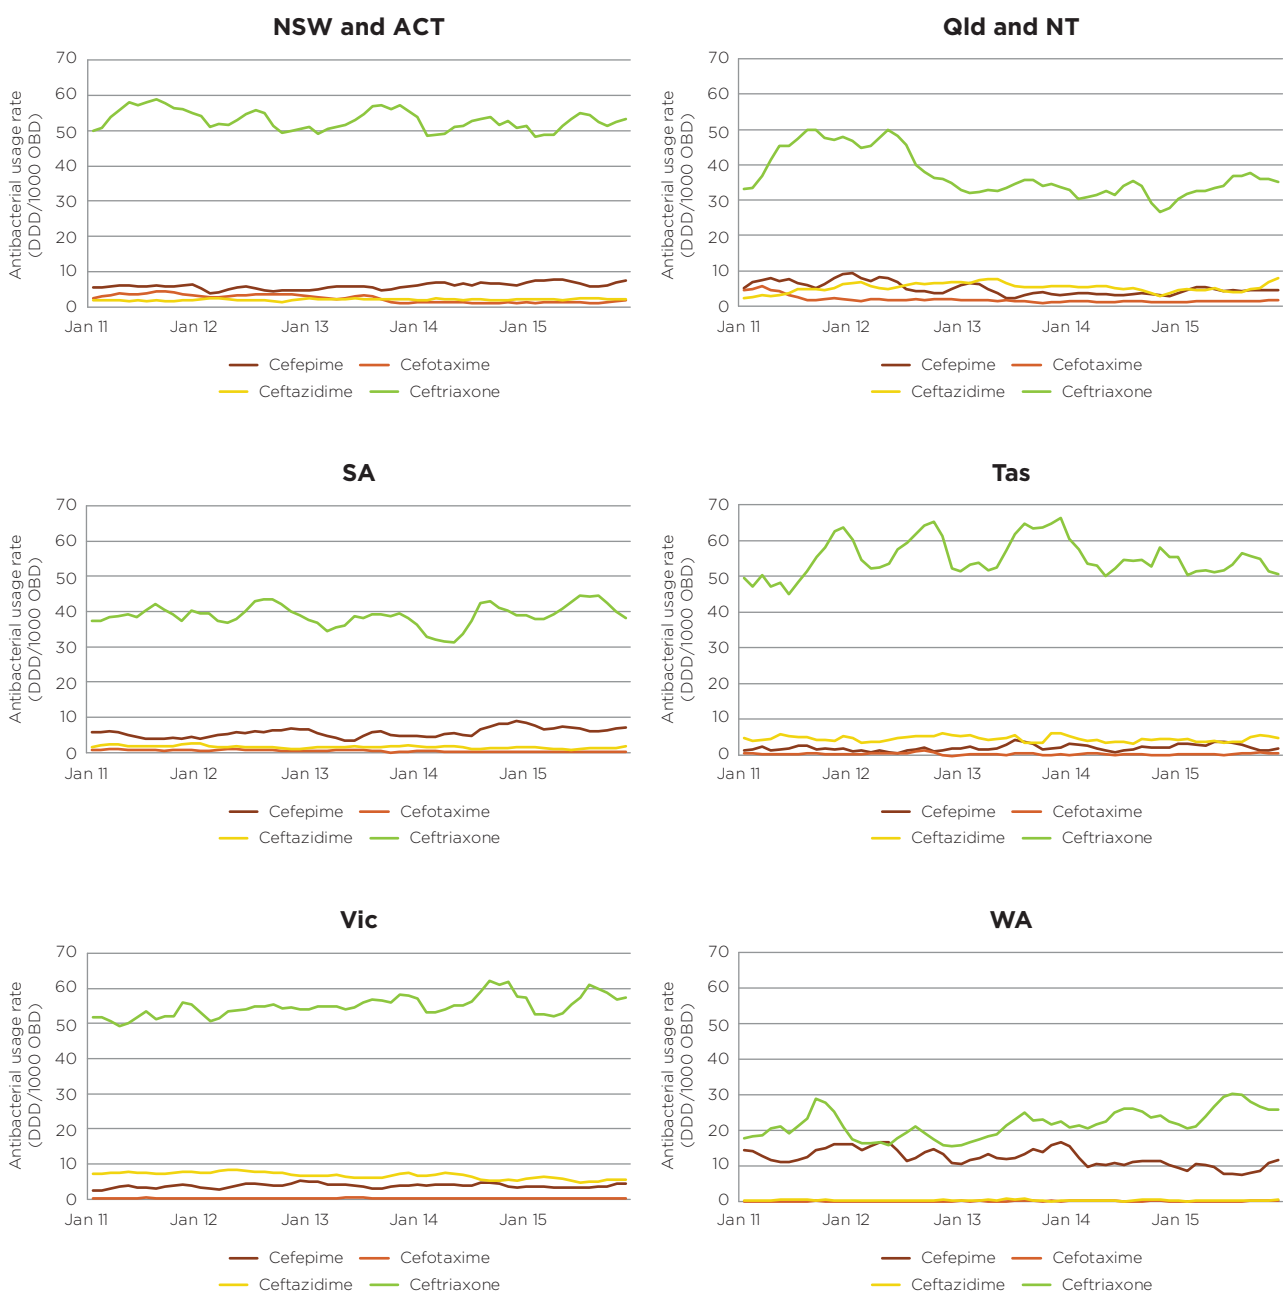 NSW and ACT
Antibacterial usage rate
(DDD/1000 OBD)
70
60
50
40
30
20
10
0
Jan 11 Jan 12 Jan 13 Jan 14 Jan 15
Cefepime Cefotaxime
Ceftazidime Ceftriaxone
Qld and NT
Antibacterial usage rate
(DDD/1000 OBD)
70
60
50
40
30
20
10
0
Jan 11 Jan 12 Jan 13 Jan 14 Jan 15
Cefepime Cefotaxime
Ceftazidime Ceftriaxone
SA
Antibacterial usage rate
(DDD/1000 OBD)
70
60
50
40
30
20
10
0
Jan 11 Jan 12 Jan 13 Jan 14 Jan 15
Cefepime Cefotaxime
Ceftazidime Ceftriaxone
Tas
Antibacterial usage rate
(DDD/1000 OBD)
70
60
50
40
30
20
10
0
Jan 11 Jan 12 Jan 13 Jan 14 Jan 15
Cefepime Cefotaxime
Ceftazidime Ceftriaxone
Vic
Antibacterial usage rate
(DDD/1000 OBD)
70
60
50
40
30
20
10
0
Jan 11 Jan 12 Jan 13 Jan 14 Jan 15
Cefepime Cefotaxime
Ceftazidime Ceftriaxone
WA
Antibacterial usage rate
(DDD/1000 OBD)
70
60
50
40
30
20
10
0
Jan 11 Jan 12 Jan 13 Jan 14 Jan 15
Cefepime Cefotaxime
Ceftazidime Ceftriaxone